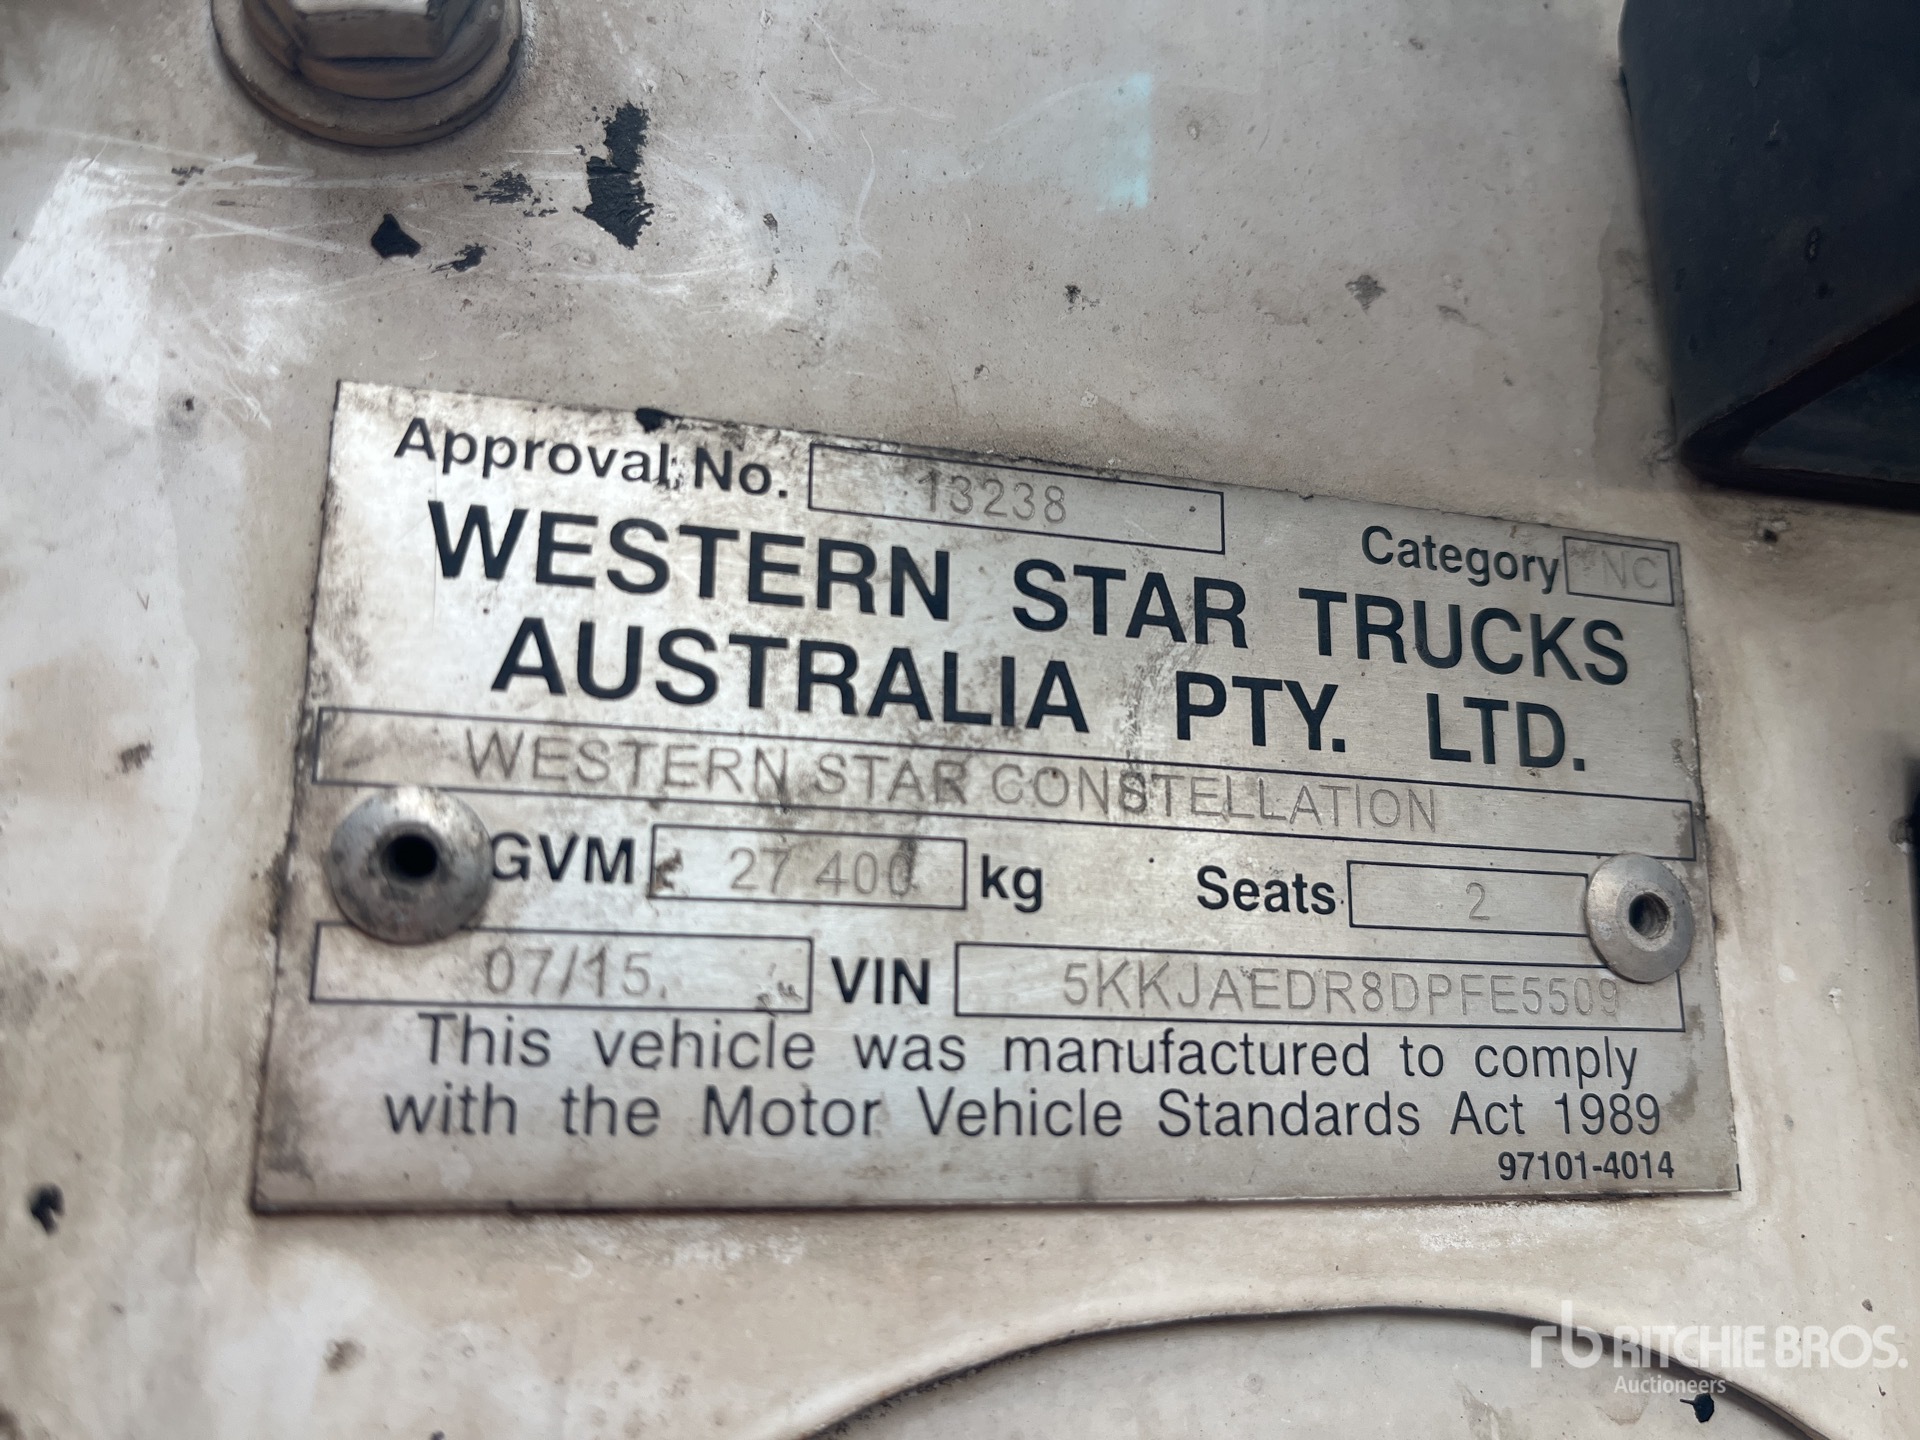 Approval No. 13238
Category NC
WESTERN STAR TRUCKS
AUSTRALIA PTY. LTD.
WESTERN STAR CONSTELLATION
GVM 27 400 kg Seats 2
07/15 VIN 5KKJAEDR8DPFE5509
This vehicle was manufactured to comply
with the Motor Vehicle Standards Act 1989
97101-4014
rb RITCHIE BROS.
Auctioneers